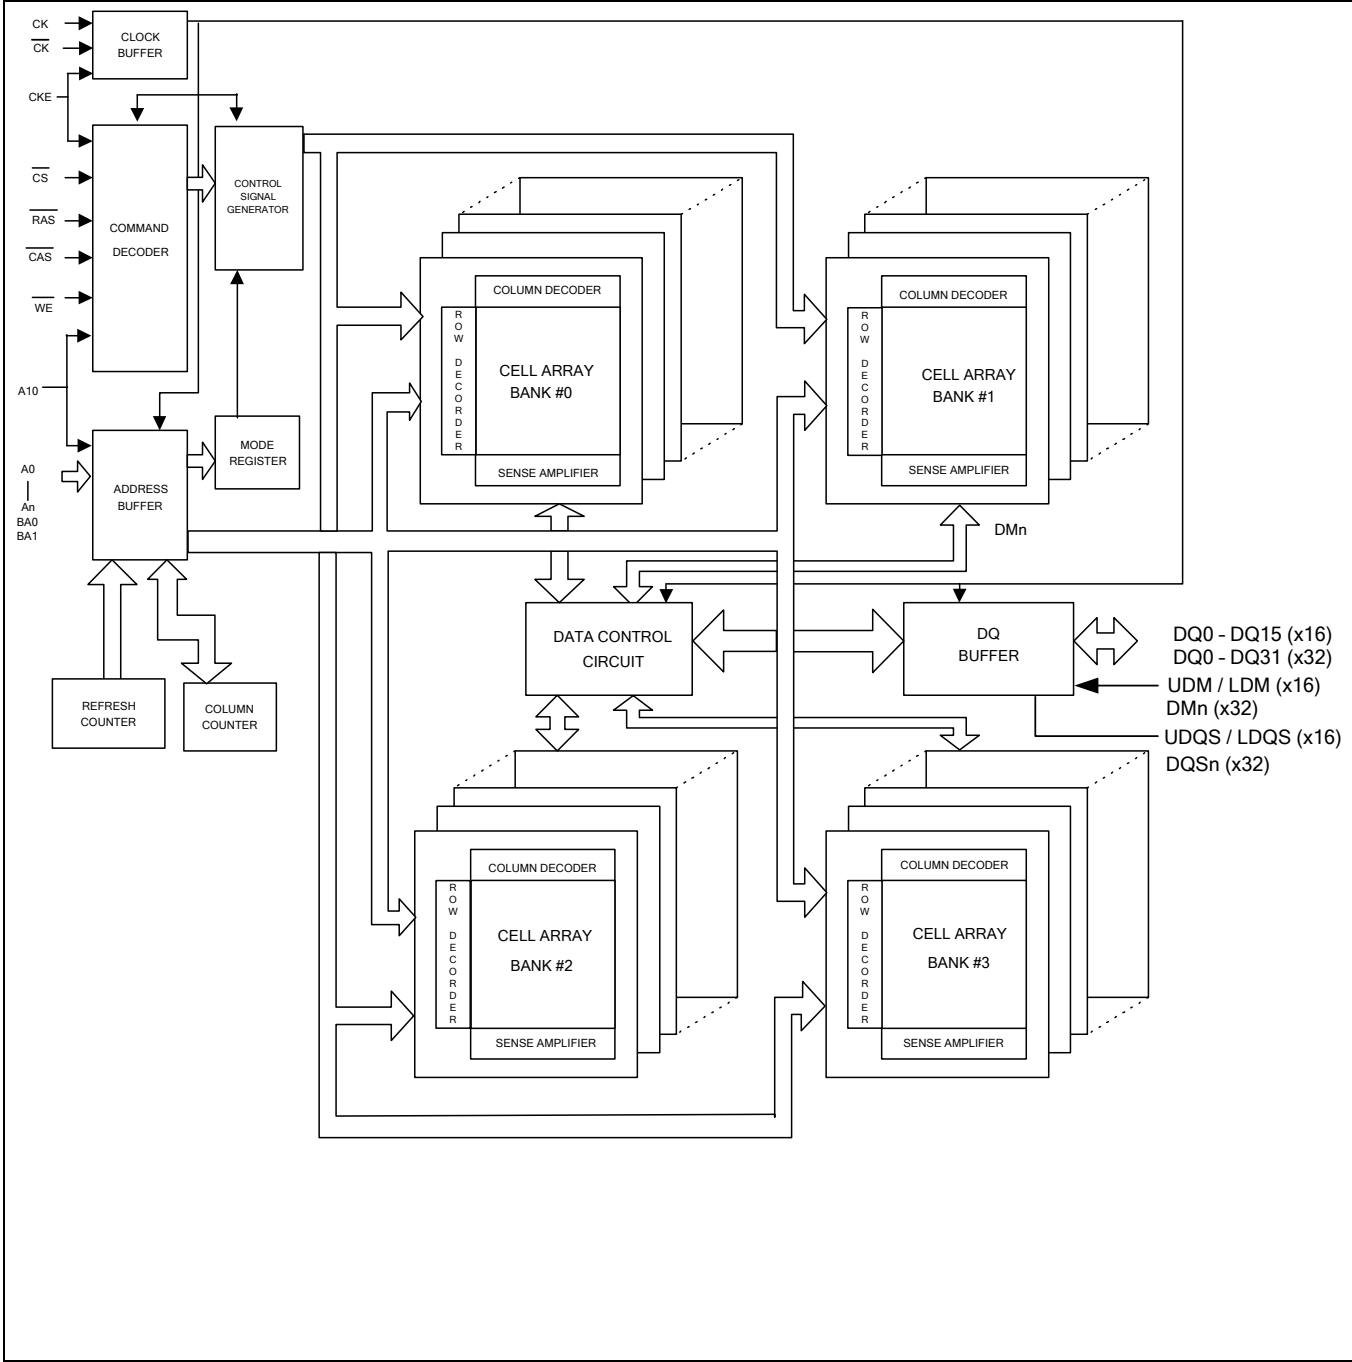 CK
CK
CKE
CS
RAS
CAS
WE
A10
A0
An
BA0
BA1
CLOCK
BUFFER
COMMAND
DECODER
CONTROL
SIGNAL
GENERATOR
MODE
REGISTER
ADDRESS
BUFFER
REFRESH
COUNTER
COLUMN
COUNTER
COLUMN DECODER
ROW DECORDER
CELL ARRAY
BANK #0
SENSE AMPLIFIER
COLUMN DECODER
ROW DECORDER
CELL ARRAY
BANK #1
SENSE AMPLIFIER
DMn
DATA CONTROL
CIRCUIT
DQ
BUFFER
DQ0 - DQ15 (x16)
DQ0 - DQ31 (x32)
UDM / LDM (x16)
DMn (x32)
UDQS / LDQS (x16)
DQSn (x32)
COLUMN DECODER
ROW DECORDER
CELL ARRAY
BANK #2
SENSE AMPLIFIER
COLUMN DECODER
ROW DECORDER
CELL ARRAY
BANK #3
SENSE AMPLIFIER